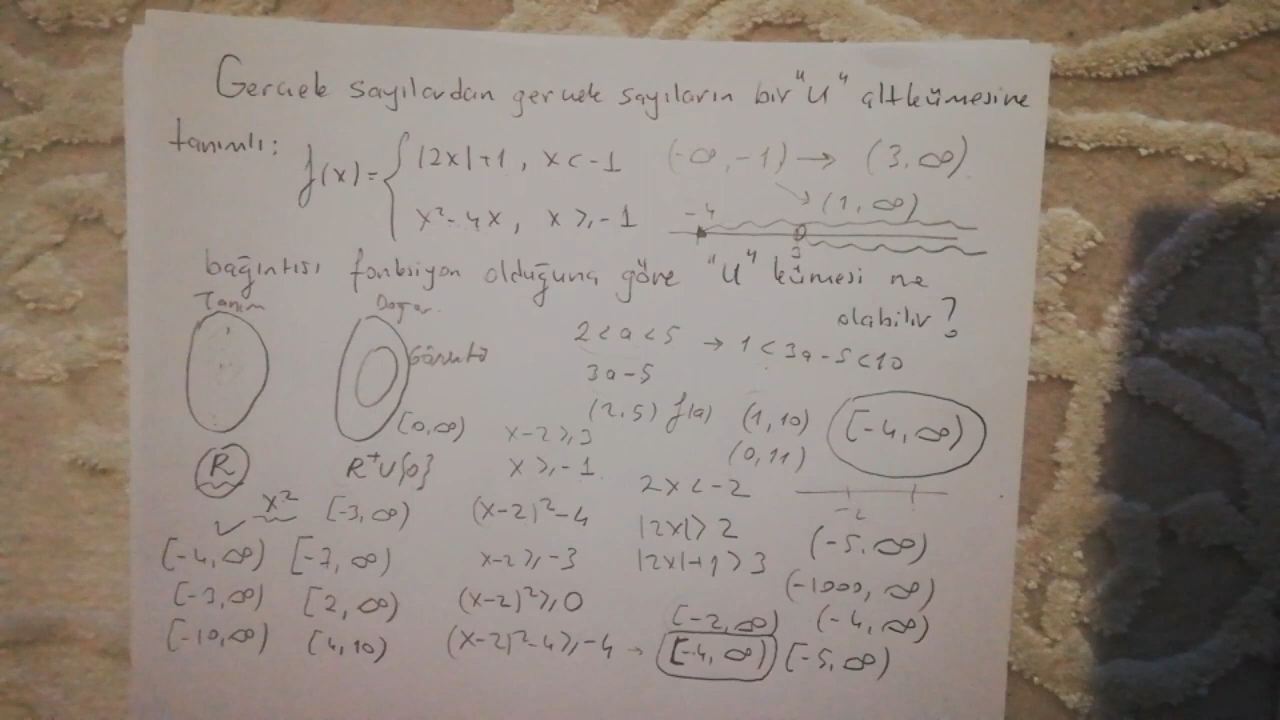 Gerçek sayılardan gerçek sayıların bir "U" altkümesine
tanımlı: f(x) = { |2x|+1 , x < -1 (-∞, -1) → (3, ∞)
x² - 4x , x ≥ -1 → (1, ∞)
-4 3
bağıntısı fonksiyon olduğuna göre "U" kümesi ne
olabilir?
Tanım Değer
Görüntü
2 < a < 5 → 1 < 3a - 5 < 10
3a - 5
(2, 5) f(a) (1, 10) [-4, ∞)
[0, ∞) x-2 ≥, 3 (0, 11)
R R⁺∪{0} x ≥ -1
2x < -2
x² [-3, ∞) (x-2)² - 4 |2x| > 2
[-4, ∞) [-7, ∞) x-2 ≥ -3 |2x|+1 > 3 (-5, ∞)
[-3, ∞) [2, ∞) (x-2)² ≥ 0 (-1000, ∞)
[-2, ∞) (-4, ∞)
[-10, ∞) (4, 10) (x-2)² - 4 ≥ -4 → [-4, ∞) [-5, ∞)